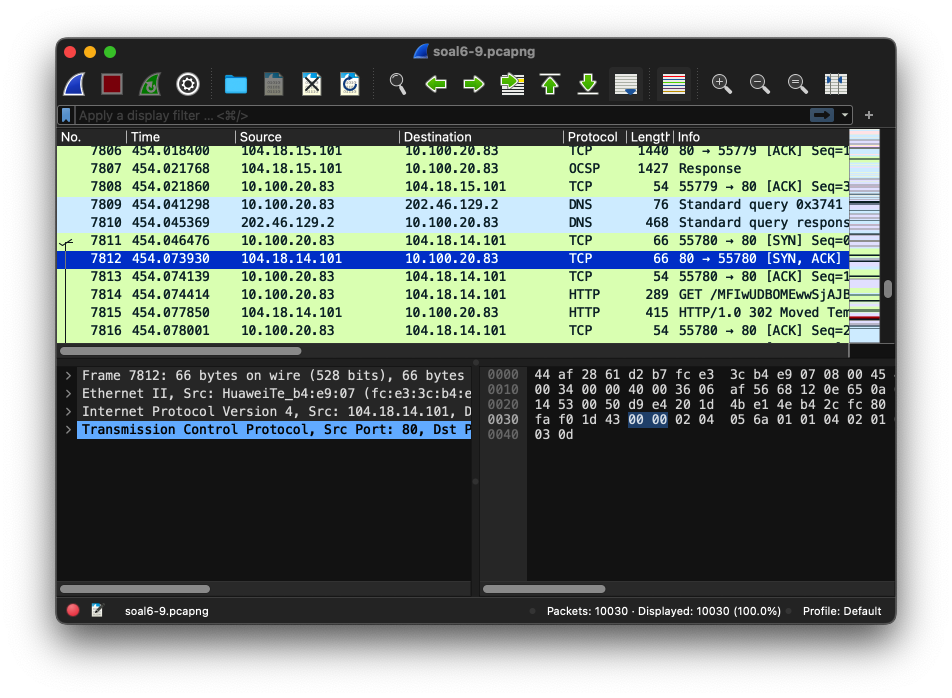 soal6-9.pcapng
Apply a display filter ... <⌘/>
No. Time Source Destination Protocol Length Info
7806 454.018400 104.18.15.101 10.100.20.83 TCP 1440 80 → 55779 [ACK] Seq=1
7807 454.021768 104.18.15.101 10.100.20.83 OCSP 1427 Response
7808 454.021860 10.100.20.83 104.18.15.101 TCP 54 55779 → 80 [ACK] Seq=3
7809 454.041298 10.100.20.83 202.46.129.2 DNS 76 Standard query 0x3741
7810 454.045369 202.46.129.2 10.100.20.83 DNS 468 Standard query respons
7811 454.046476 10.100.20.83 104.18.14.101 TCP 66 55780 → 80 [SYN] Seq=0
7812 454.073930 104.18.14.101 10.100.20.83 TCP 66 80 → 55780 [SYN, ACK]
7813 454.074139 10.100.20.83 104.18.14.101 TCP 54 55780 → 80 [ACK] Seq=1
7814 454.074414 10.100.20.83 104.18.14.101 HTTP 289 GET /MFIwUDBOMEwwSjAJB
7815 454.077850 104.18.14.101 10.100.20.83 HTTP 415 HTTP/1.0 302 Moved Tem
7816 454.078001 10.100.20.83 104.18.14.101 TCP 54 55780 → 80 [ACK] Seq=2
Frame 7812: 66 bytes on wire (528 bits), 66 bytes
Ethernet II, Src: HuaweiTe_b4:e9:07 (fc:e3:3c:b4:e
Internet Protocol Version 4, Src: 104.18.14.101, D
Transmission Control Protocol, Src Port: 80, Dst P
0000 44 af 28 61 d2 b7 fc e3 3c b4 e9 07 08 00 45
0010 00 34 00 00 40 00 36 06 af 56 68 12 0e 65 0a
0020 14 53 00 50 d9 e4 20 1d 4b e1 4e b4 2c fc 80
0030 fa f0 1d 43 00 00 02 04 05 6a 01 01 04 02 01
0040 03 0d
soal6-9.pcapng
Packets: 10030 · Displayed: 10030 (100.0%)
Profile: Default